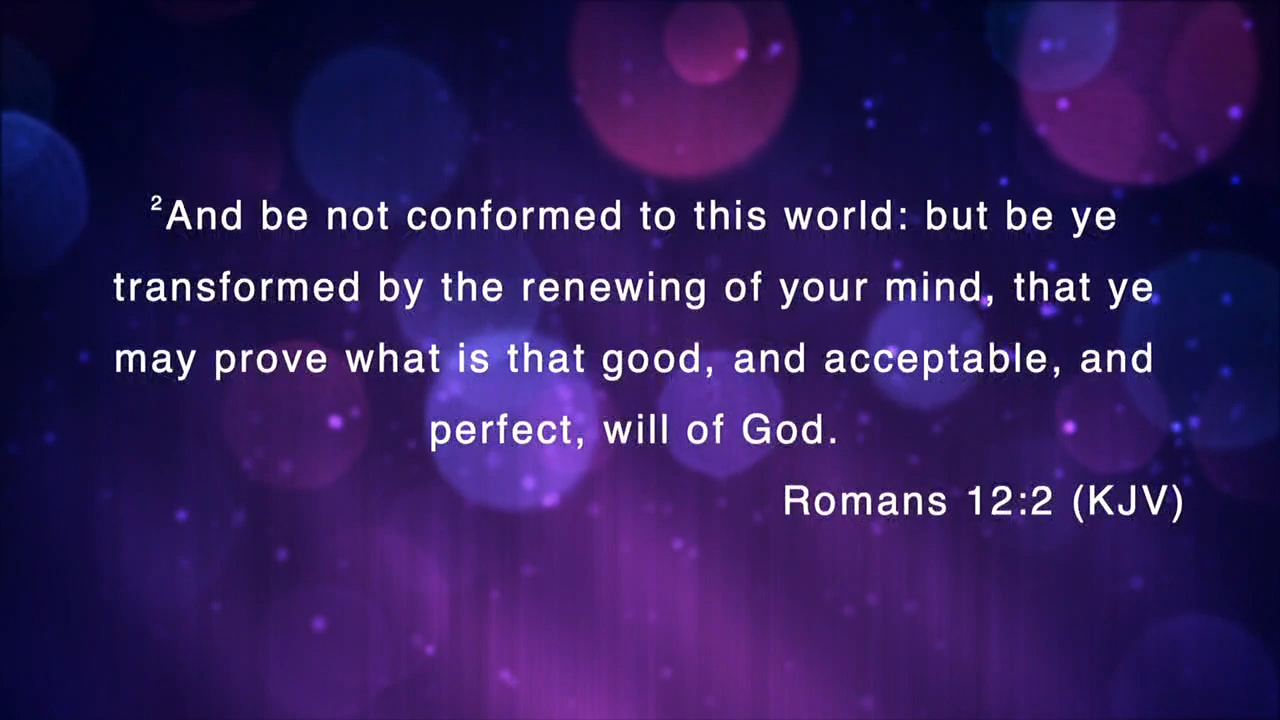 ²And be not conformed to this world: but be ye
transformed by the renewing of your mind, that ye
may prove what is that good, and acceptable, and
perfect, will of God.
Romans 12:2 (KJV)